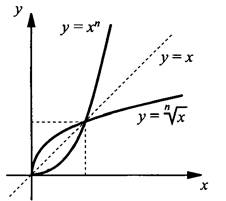 y
y = xⁿ
y = x
y = ⁿ√x
x